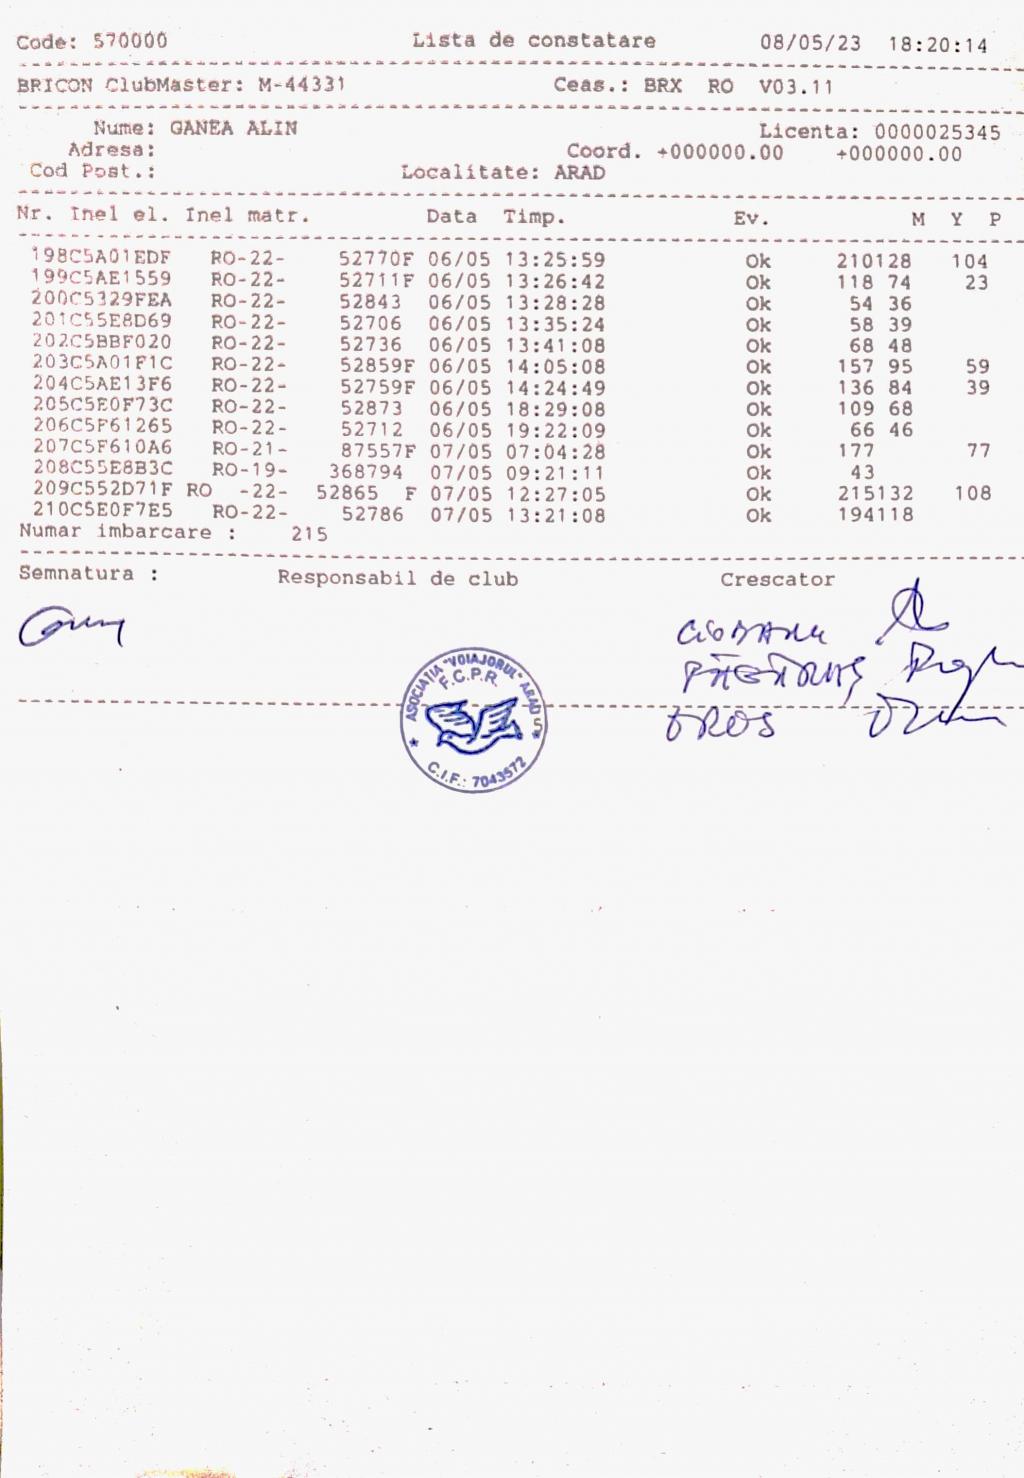 Code: 570000 Lista de constatare 08/05/23 18:20:14
BRICON ClubMaster: M-44331 Ceas.: BRX RO V03.11
Nume: GANEA ALIN Licenta: 0000025345
Adresa: Coord. +000000.00 +000000.00
Cod Post.: Localitate: ARAD
Nr. Inel el. Inel matr. Data Timp. Ev. M Y P
198C5A01EDF RO-22- 52770F 06/05 13:25:59 Ok 210128 104
199C5AE1559 RO-22- 52711F 06/05 13:26:42 Ok 118 74 23
200C5329FEA RO-22- 52843 06/05 13:28:28 Ok 54 36
201C55E8D69 RO-22- 52706 06/05 13:35:24 Ok 58 39
202C5BBF020 RO-22- 52736 06/05 13:41:08 Ok 68 48
203C5A01F1C RO-22- 52859F 06/05 14:05:08 Ok 157 95 59
204C5AE13F6 RO-22- 52759F 06/05 14:24:49 Ok 136 84 39
205C5E0F73C RO-22- 52873 06/05 18:29:08 Ok 109 68
206C5F61265 RO-22- 52712 06/05 19:22:09 Ok 66 46
207C5F610A6 RO-21- 87557F 07/05 07:04:28 Ok 177 77
208C55E8B3C RO-19- 368794 07/05 09:21:11 Ok 43
209C552D71F RO -22- 52865 F 07/05 12:27:05 Ok 215132 108
210C5E0F7E5 RO-22- 52786 07/05 13:21:08 Ok 194118
Numar imbarcare : 215
Semnatura : Responsabil de club Crescator
CIOBANU
ASOCIATIA "VOIAJORUL" ARAD
F.C.P.R.
5
C.I.F.: 7043572
OROS